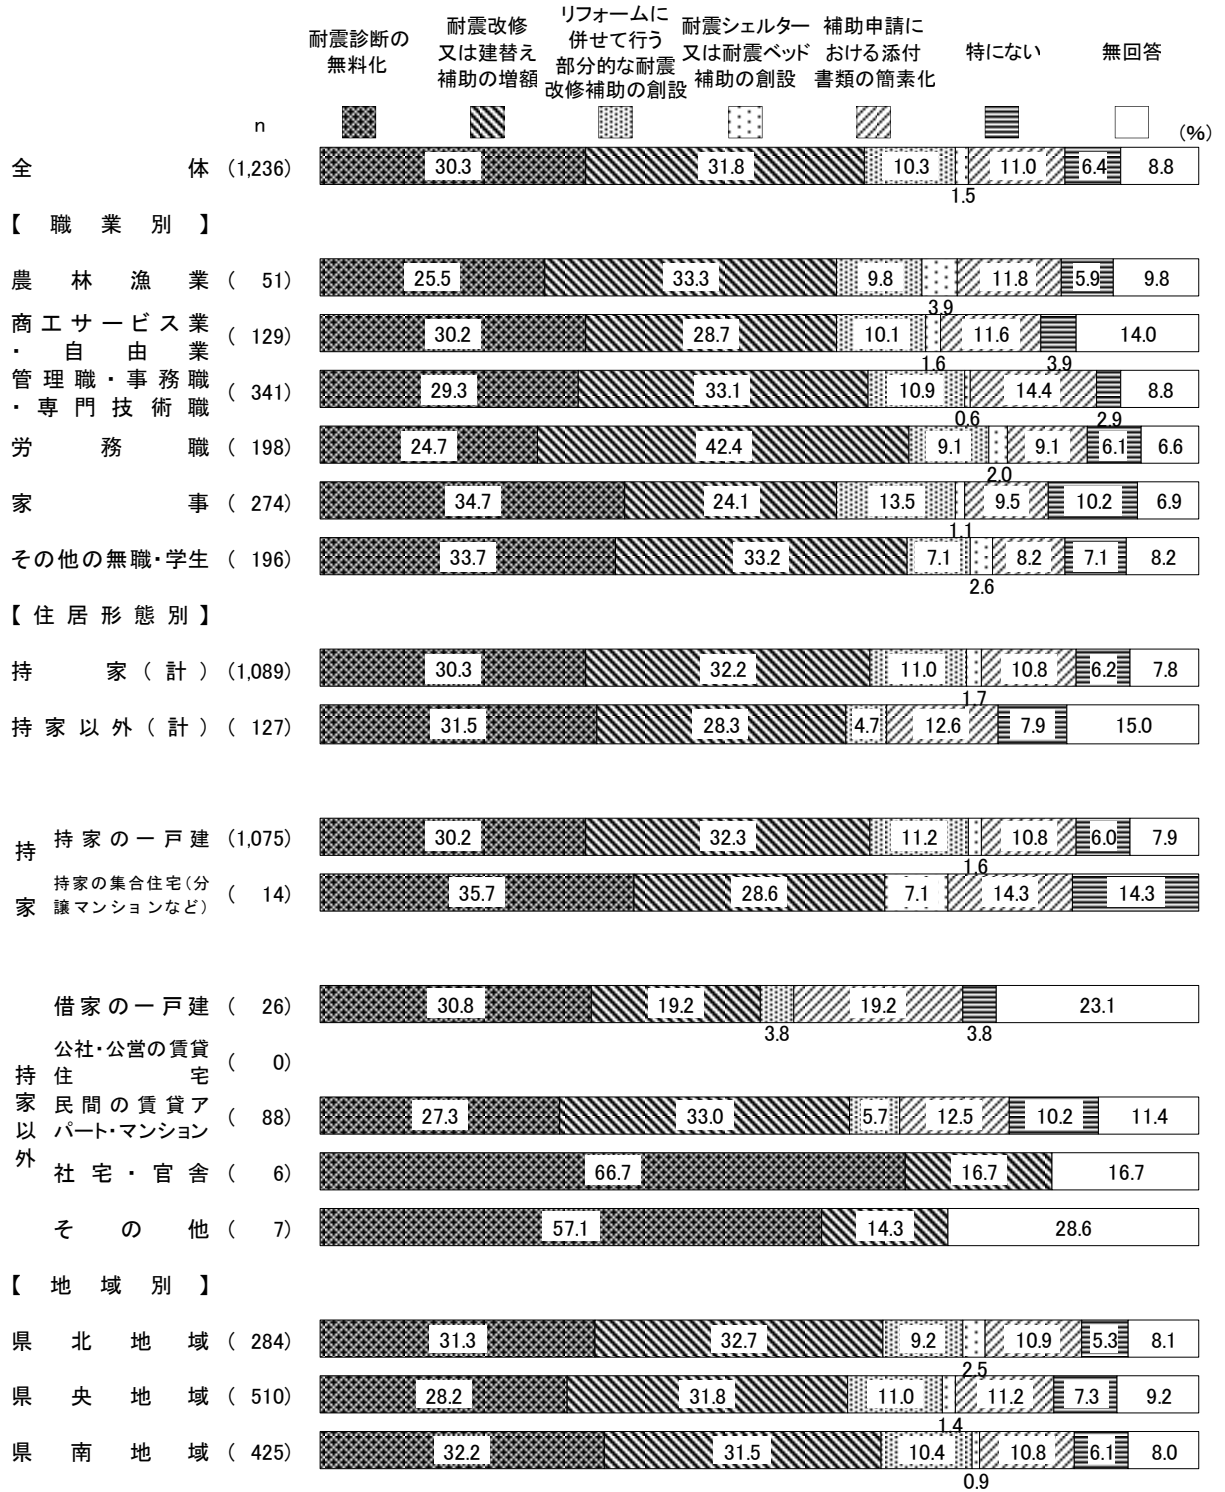 耐震診断の
無料化
耐震改修
又は建替え
補助の増額
リフォームに
併せて行う
部分的な耐震
改修補助の創設
耐震シェルター
又は耐震ベッド
補助の創設
補助申請に
おける添付
書類の簡素化
特にない
無回答
n
(%)
全体 (1,236) 30.3 31.8 10.3 1.5 11.0 6.4 8.8
【職業別】
農林漁業 ( 51) 25.5 33.3 9.8 3.9 11.8 5.9 9.8
商工サービス業
・自由業 ( 129) 30.2 28.7 10.1 1.6 11.6 3.9 14.0
管理職・事務職
・専門技術職 ( 341) 29.3 33.1 10.9 0.6 14.4 2.9 8.8
労務職 ( 198) 24.7 42.4 9.1 2.0 9.1 6.1 6.6
家事 ( 274) 34.7 24.1 13.5 1.1 9.5 10.2 6.9
その他の無職・学生 ( 196) 33.7 33.2 7.1 2.6 8.2 7.1 8.2
【住居形態別】
持家(計) (1,089) 30.3 32.2 11.0 1.7 10.8 6.2 7.8
持家以外(計) ( 127) 31.5 28.3 4.7 12.6 7.9 15.0
持家
持家の一戸建 (1,075) 30.2 32.3 11.2 1.6 10.8 6.0 7.9
持家の集合住宅(分
譲マンションなど) ( 14) 35.7 28.6 7.1 14.3 14.3
持家以外
借家の一戸建 ( 26) 30.8 19.2 3.8 19.2 3.8 23.1
公社・公営の賃貸
住宅 ( 0)
民間の賃貸ア
パート・マンション ( 88) 27.3 33.0 5.7 12.5 10.2 11.4
社宅・官舎 ( 6) 66.7 16.7 16.7
その他 ( 7) 57.1 14.3 28.6
【地域別】
県北地域 ( 284) 31.3 32.7 9.2 2.5 10.9 5.3 8.1
県央地域 ( 510) 28.2 31.8 11.0 1.4 11.2 7.3 9.2
県南地域 ( 425) 32.2 31.5 10.4 0.9 10.8 6.1 8.0